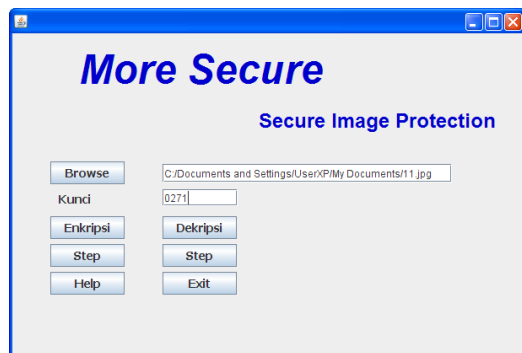 More Secure
Secure Image Protection
Browse C:/Documents and Settings/UserXP/My Documents/11.jpg
Kunci 0271
Enkripsi Dekripsi
Step Step
Help Exit